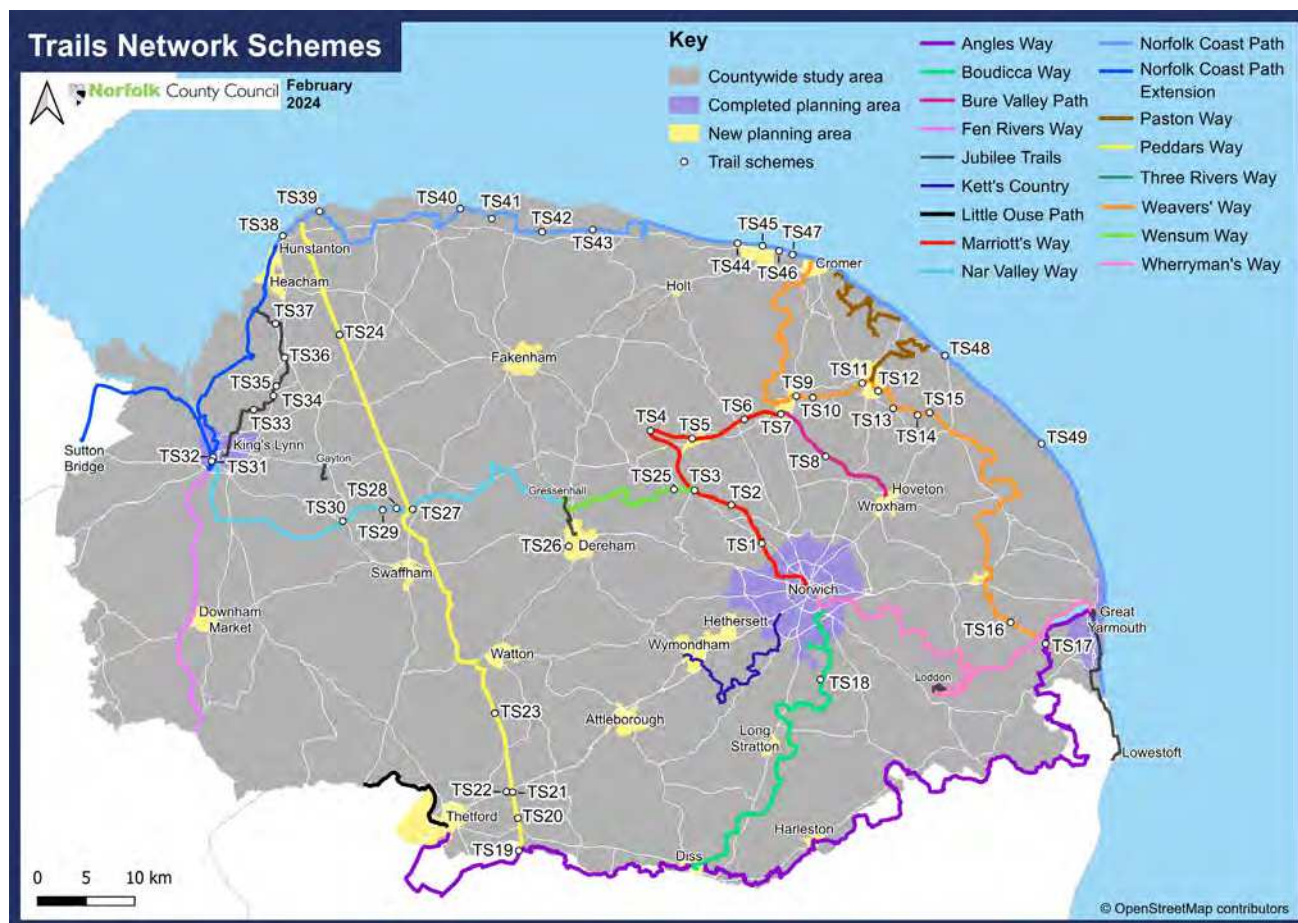 Trails Network Schemes
Norfolk County Council
February
2024
Key
Countywide study area
Completed planning area
New planning area
Trail schemes
Angles Way
Boudicca Way
Bure Valley Path
Fen Rivers Way
Jubilee Trails
Kett's Country
Little Ouse Path
Marriott's Way
Nar Valley Way
Norfolk Coast Path
Norfolk Coast Path
Extension
Paston Way
Peddars Way
Three Rivers Way
Weavers' Way
Wensum Way
Wherryman's Way
TS39
TS40
TS41
TS42
TS43
TS38
Hunstanton
TS45
TS47
TS44
TS46
Cromer
Heacham
Holt
TS37
TS24
TS36
Fakenham
TS48
TS35
TS34
TS33
TS11
TS12
TS9
TS10
TS13
TS14
TS15
TS4
TS5
TS6
TS7
Sutton
Bridge
King's Lynn
TS32
TS31
Gayton
TS8
TS49
TS28
TS30
TS29
TS27
Gressenhall
TS25
TS3
TS2
Hoveton
Wroxham
TS26
Dereham
TS1
Swaffham
Norwich
Downham
Market
Hethersett
Wymondham
TS16
Great
Yarmouth
TS17
Watton
TS18
Loddon
TS23
Attleborough
Long
Stratton
Lowestoft
TS22
TS21
Thetford
TS20
TS19
Harleston
Diss
0 5 10 km
© OpenStreetMap contributors